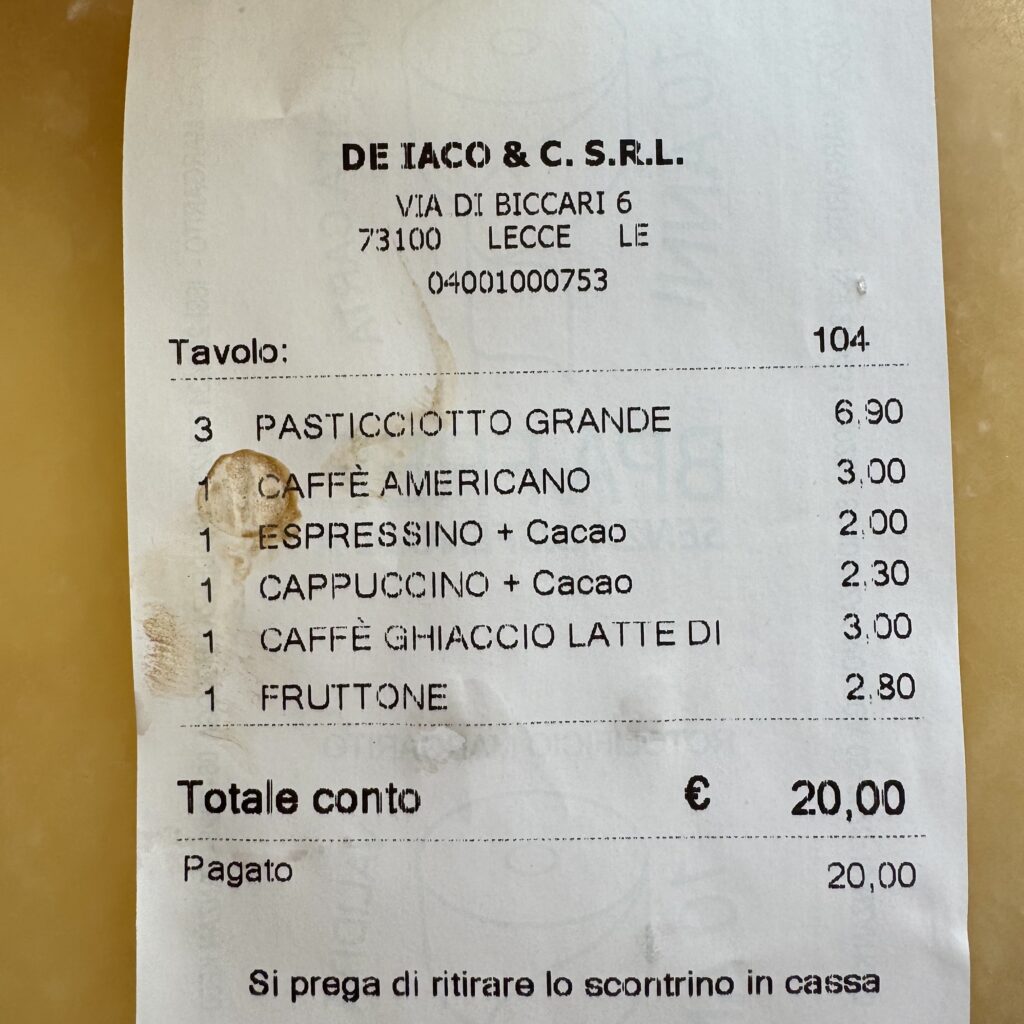 DE IACO & C. S.R.L.
VIA DI BICCARI 6
73100 LECCE LE
04001000753
Tavolo: 104
3 PASTICCIOTTO GRANDE 6,90
1 CAFFÈ AMERICANO 3,00
1 ESPRESSINO + Cacao 2,00
1 CAPPUCCINO + Cacao 2,30
1 CAFFÈ GHIACCIO LATTE DI 3,00
1 FRUTTONE 2,80
Totale conto € 20,00
Pagato 20,00
Si prega di ritirare lo scontrino in cassa